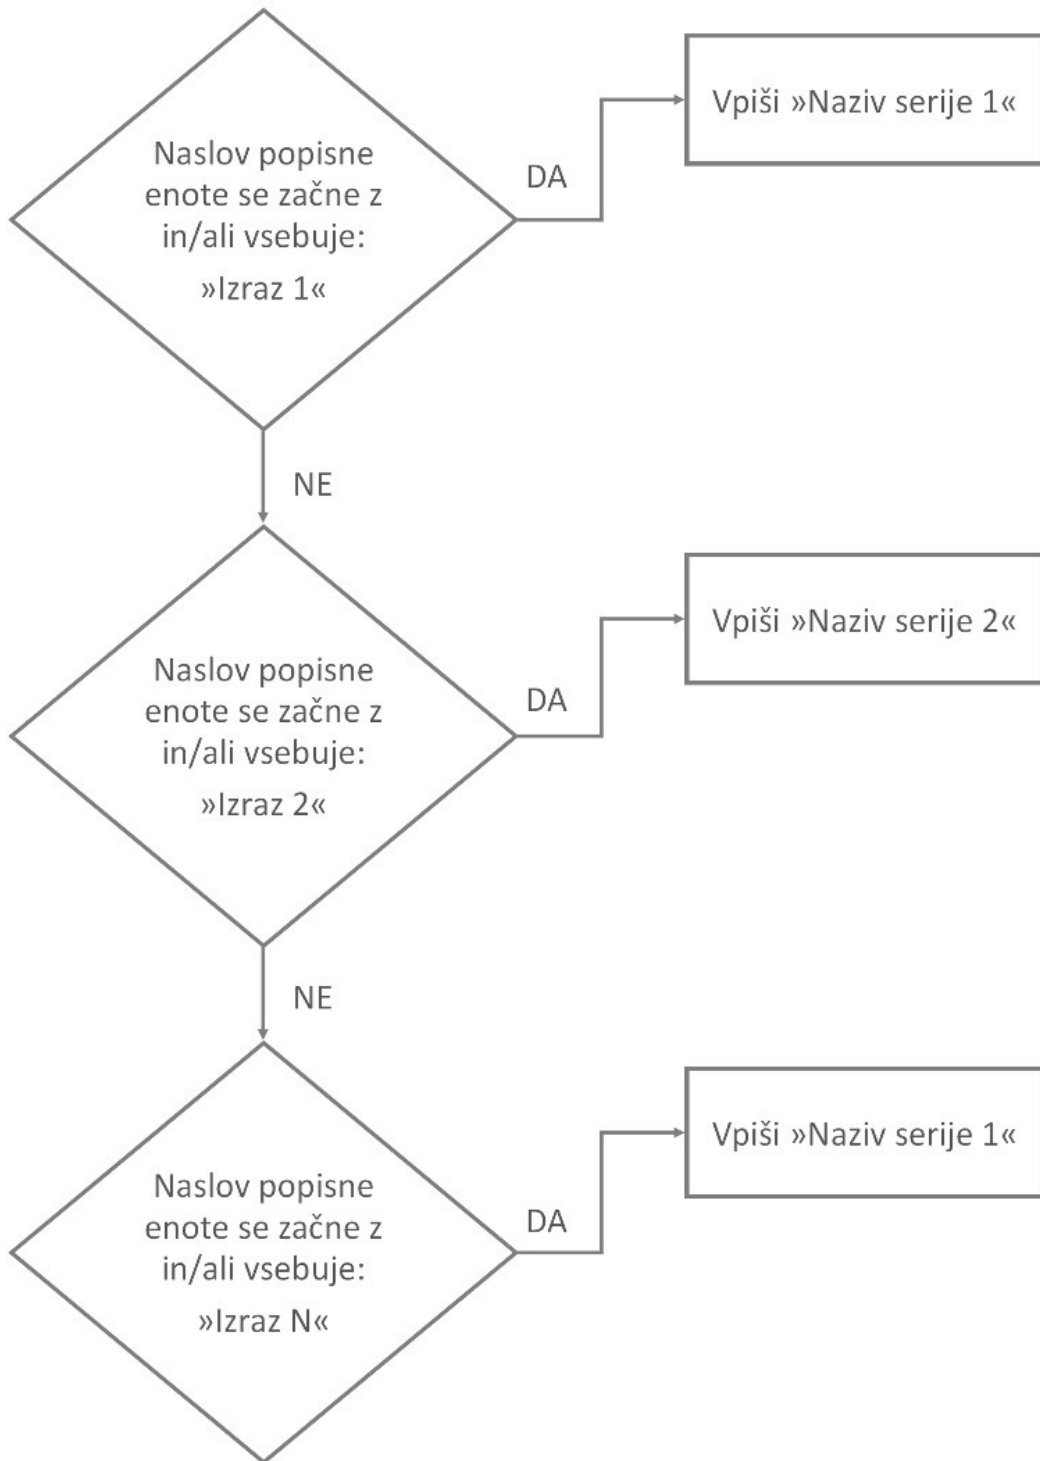 Naslov popisne
enote se začne z
in/ali vsebuje:
»Izraz 1«
DA
Vpiši »Naziv serije 1«
NE
Naslov popisne
enote se začne z
in/ali vsebuje:
»Izraz 2«
DA
Vpiši »Naziv serije 2«
NE
Naslov popisne
enote se začne z
in/ali vsebuje:
»Izraz N«
DA
Vpiši »Naziv serije 1«